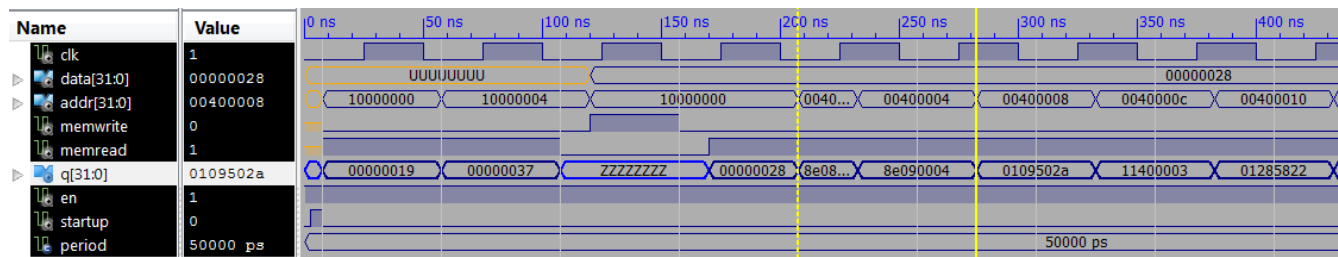 Name Value |0 ns |50 ns |100 ns |150 ns |200 ns |250 ns |300 ns |350 ns |400 ns
clk 1
data[31:0] 00000028 UUUUUUUU 00000028
addr[31:0] 00400008 10000000 10000004 10000000 0040... 00400004 00400008 0040000c 00400010
memwrite 0
memread 1
q[31:0] 0109502a 00000019 00000037 ZZZZZZZZ 00000028 8e08... 8e090004 0109502a 11400003 01285822
en 1
startup 0
period 50000 ps 50000 ps